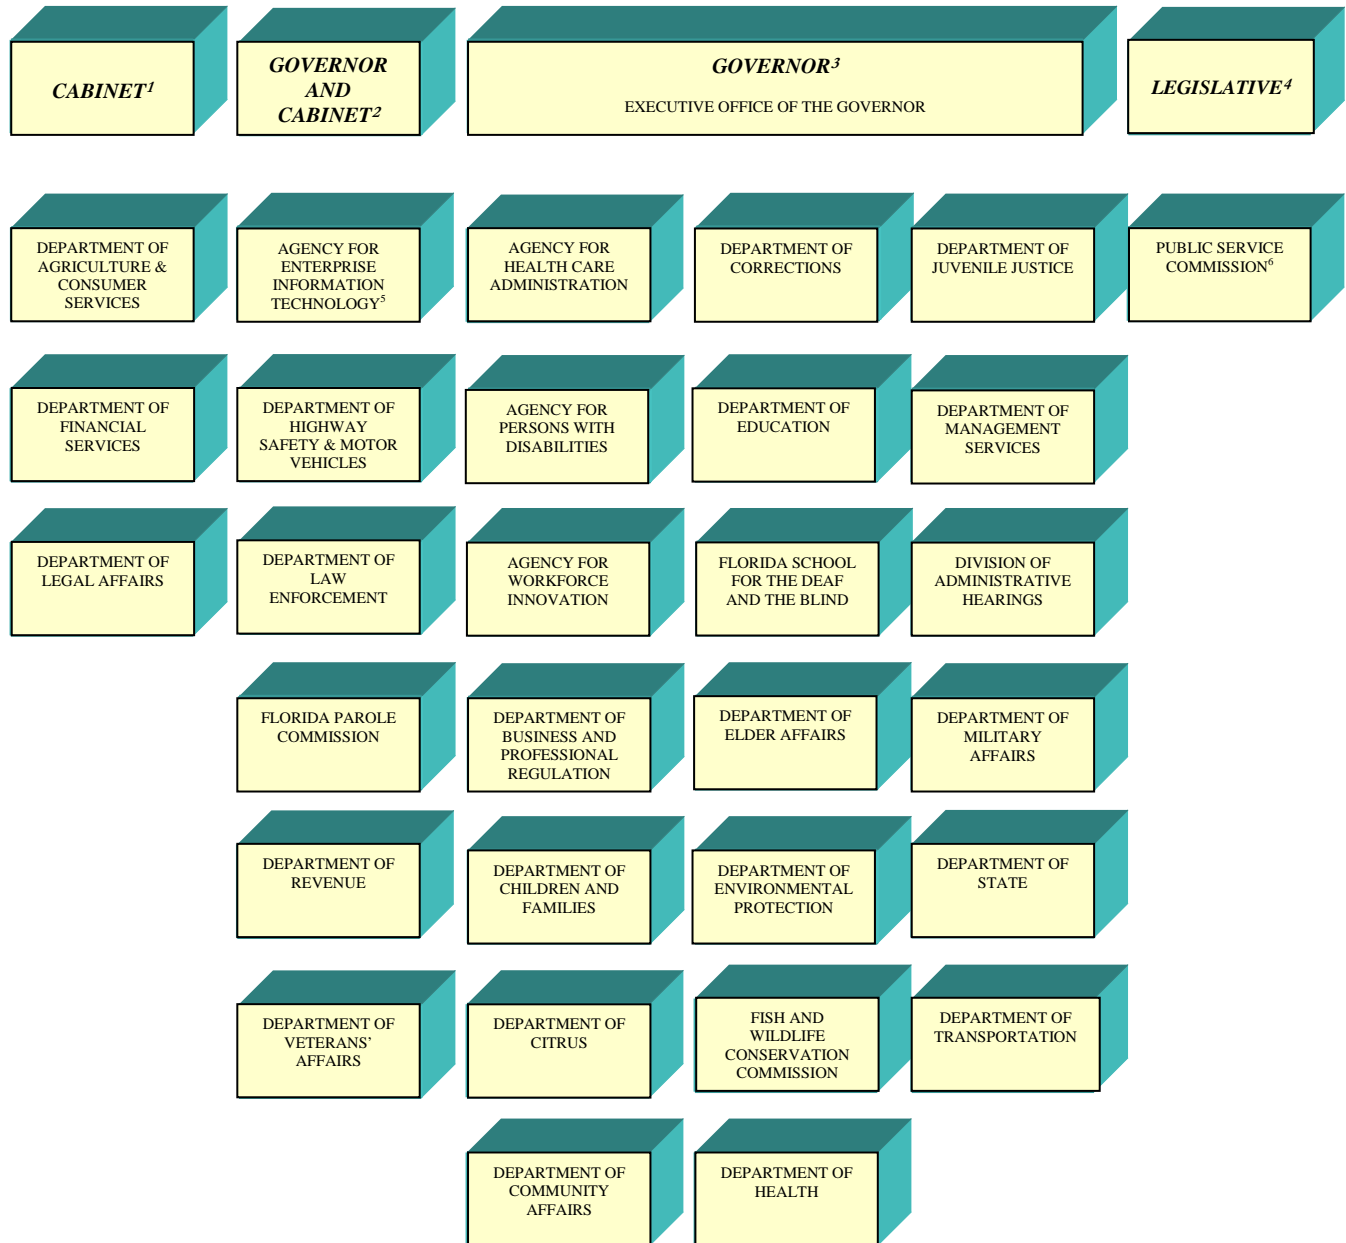 CABINET¹
GOVERNOR
AND
CABINET²
GOVERNOR³
EXECUTIVE OFFICE OF THE GOVERNOR
LEGISLATIVE⁴
DEPARTMENT OF
AGRICULTURE &
CONSUMER
SERVICES
AGENCY FOR
ENTERPRISE
INFORMATION
TECHNOLOGY⁵
AGENCY FOR
HEALTH CARE
ADMINISTRATION
DEPARTMENT OF
CORRECTIONS
DEPARTMENT OF
JUVENILE JUSTICE
PUBLIC SERVICE
COMMISSION⁶
DEPARTMENT OF
FINANCIAL
SERVICES
DEPARTMENT OF
HIGHWAY
SAFETY & MOTOR
VEHICLES
AGENCY FOR
PERSONS WITH
DISABILITIES
DEPARTMENT OF
EDUCATION
DEPARTMENT OF
MANAGEMENT
SERVICES
DEPARTMENT OF
LEGAL AFFAIRS
DEPARTMENT OF
LAW
ENFORCEMENT
AGENCY FOR
WORKFORCE
INNOVATION
FLORIDA SCHOOL
FOR THE DEAF
AND THE BLIND
DIVISION OF
ADMINISTRATIVE
HEARINGS
FLORIDA PAROLE
COMMISSION
DEPARTMENT OF
BUSINESS AND
PROFESSIONAL
REGULATION
DEPARTMENT OF
ELDER AFFAIRS
DEPARTMENT OF
MILITARY
AFFAIRS
DEPARTMENT OF
REVENUE
DEPARTMENT OF
CHILDREN AND
FAMILIES
DEPARTMENT OF
ENVIRONMENTAL
PROTECTION
DEPARTMENT OF
STATE
DEPARTMENT OF
VETERANS’
AFFAIRS
DEPARTMENT OF
CITRUS
FISH AND
WILDLIFE
CONSERVATION
COMMISSION
DEPARTMENT OF
TRANSPORTATION
DEPARTMENT OF
COMMUNITY
AFFAIRS
DEPARTMENT OF
HEALTH